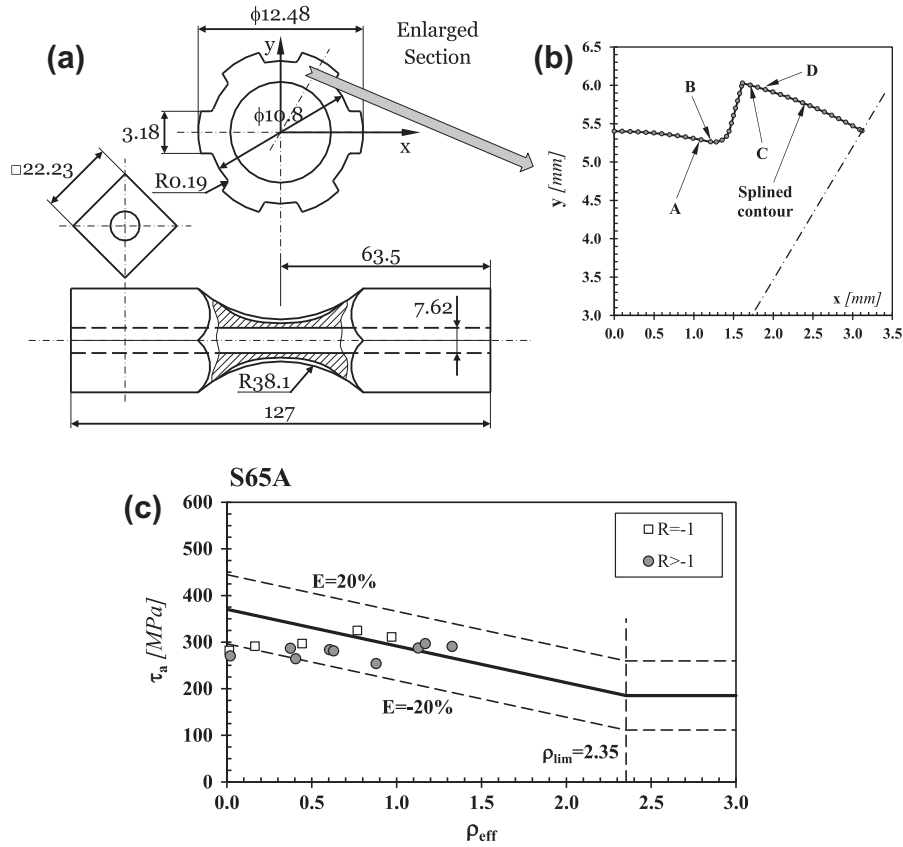 (a)
ϕ12.48
y
Enlarged
Section
ϕ10.8
3.18
x
R0.19
□22.23
63.5
7.62
R38.1
127
(b)
6.5
6.0
5.5
5.0
4.5
4.0
3.5
3.0
y [mm]
B
D
C
A
Splined
contour
x [mm]
0.0 0.5 1.0 1.5 2.0 2.5 3.0 3.5
S65A
(c)
600
500
400
300
200
100
0
τa [MPa]
R=-1
R>-1
E=20%
E=-20%
ρlim=2.35
0.0 0.5 1.0 1.5 2.0 2.5 3.0
ρeff